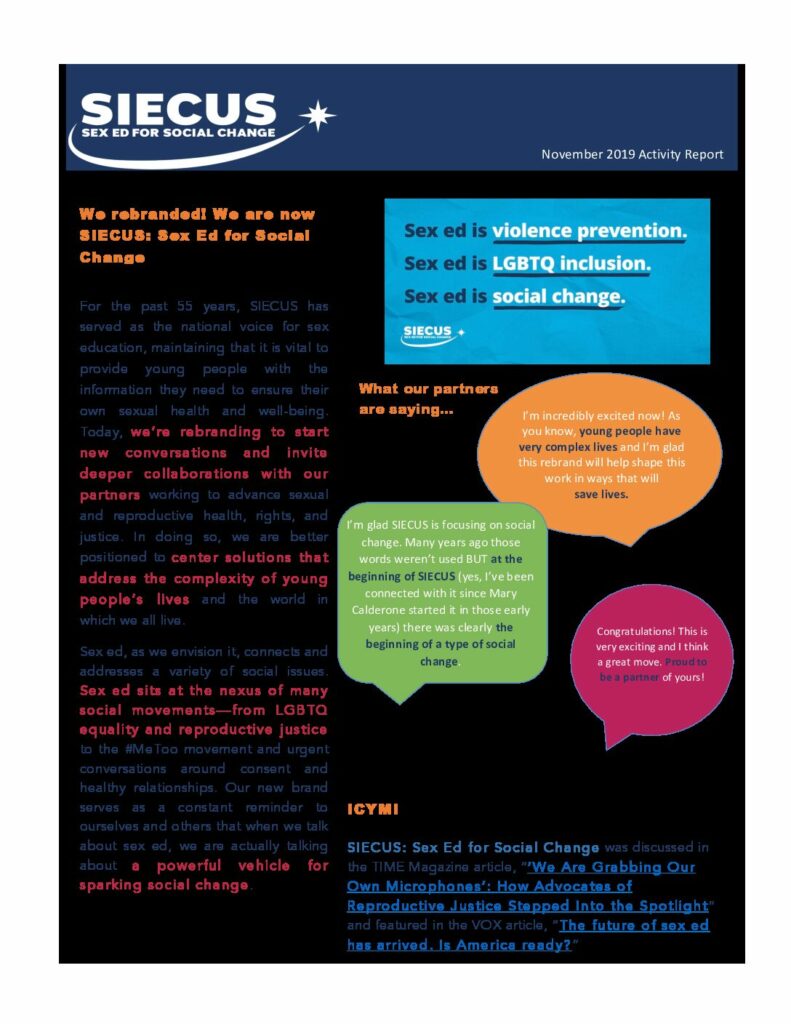 SIECUS
SEX ED FOR SOCIAL CHANGE
November 2019 Activity Report
We rebranded! We are now
SIECUS: Sex Ed for Social
Change
For the past 55 years, SIECUS has
served as the national voice for sex
education, maintaining that it is vital to
provide young people with the
information they need to ensure their
own sexual health and well-being.
Today, we're rebranding to start
new conversations and invite
deeper collaborations with our
partners working to advance sexual
and reproductive health, rights, and
justice. In doing so, we are better
positioned to center solutions that
address the complexity of young
people's lives and the world in
which we all live.
Sex ed, as we envision it, connects and
addresses a variety of social issues.
Sex ed sits at the nexus of many
social movements—from LGBTQ
equality and reproductive justice
to the #MeToo movement and urgent
conversations around consent and
healthy relationships. Our new brand
serves as a constant reminder to
ourselves and others that when we talk
about sex ed, we are actually talking
about a powerful vehicle for
sparking social change.
Sex ed is violence prevention.
Sex ed is LGBTQ inclusion.
Sex ed is social change.
SIECUS
SEX ED FOR SOCIAL CHANGE
What our partners
are saying...
I'm incredibly excited now! As
you know, young people have
very complex lives and I'm glad
this rebrand will help shape this
work in ways that will
save lives.
I'm glad SIECUS is focusing on social
change. Many years ago those
words weren't used BUT at the
beginning of SIECUS (yes, I've been
connected with it since Mary
Calderone started it in those early
years) there was clearly the
beginning of a type of social
change.
Congratulations! This is
very exciting and I think
a great move. Proud to
be a partner of yours!
ICYMI
SIECUS: Sex Ed for Social Change was discussed in
the TIME Magazine article, "'We Are Grabbing Our
Own Microphones': How Advocates of
Reproductive Justice Stepped Into the Spotlight"
and featured in the VOX article, "The future of sex ed
has arrived. Is America ready?"